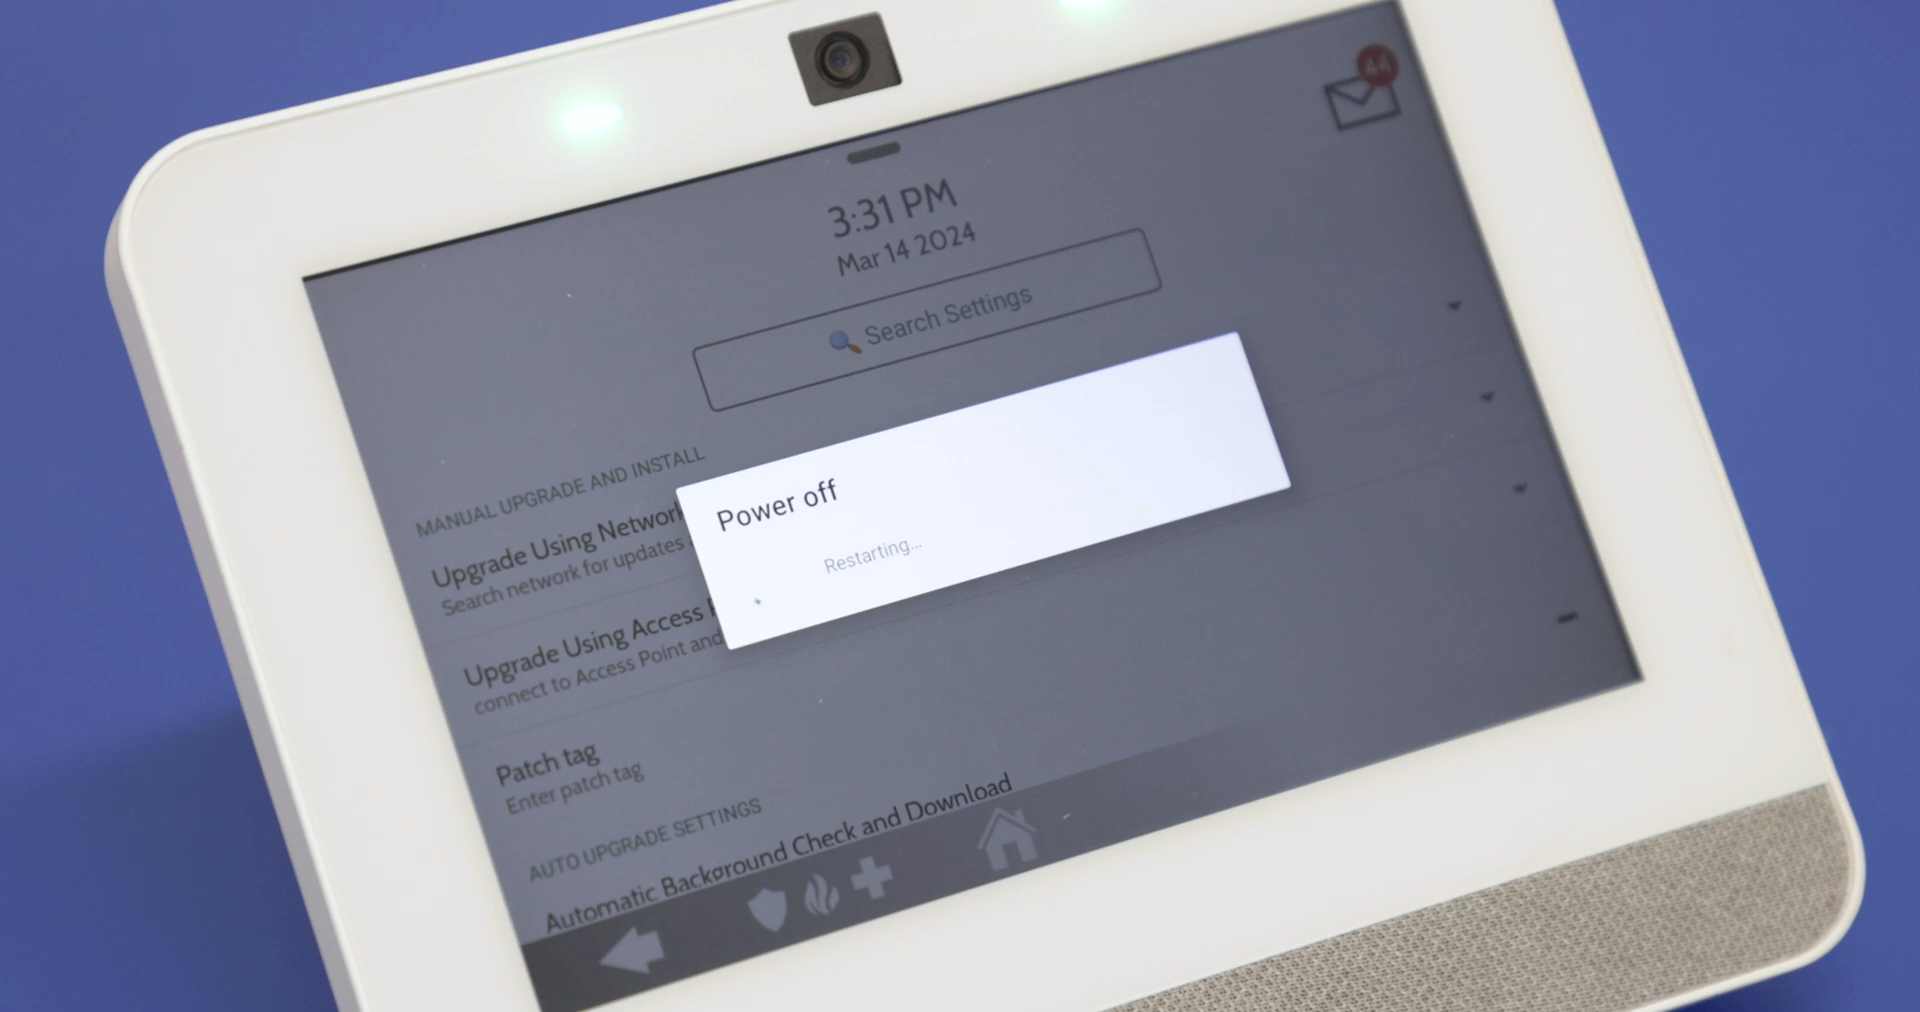 44
3:31 PM
Mar 14 2024
Search Settings
MANUAL UPGRADE AND INSTALL
Upgrade Using Network
Search network for updates
Upgrade Using Access
connect to Access Point and
Patch tag
Enter patch tag
AUTO UPGRADE SETTINGS
Automatic Background Check and Download
Power off
Restarting...